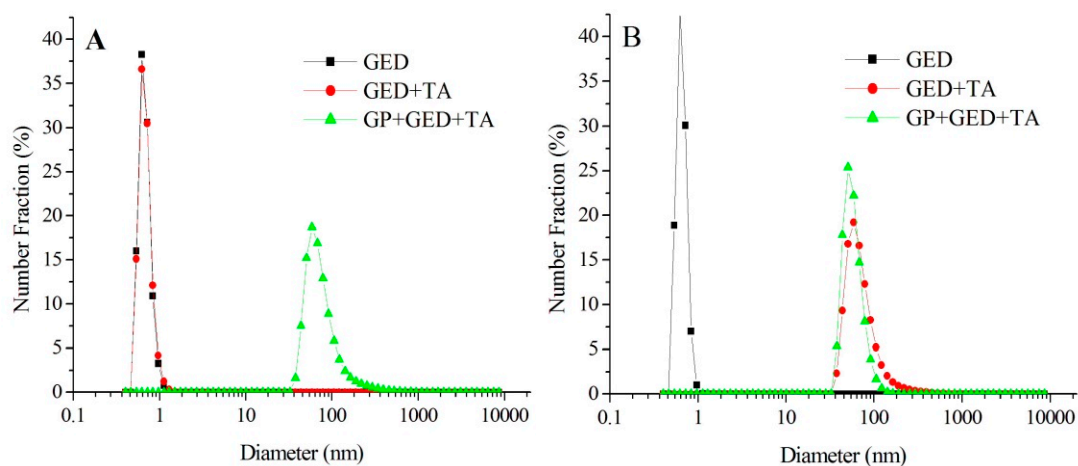 A
GED
GED+TA
GP+GED+TA
40
35
30
25
20
15
10
5
0
Number Fraction (%)
0.1 1 10 100 1000 10000
Diameter (nm)
B
GED
GED+TA
GP+GED+TA
40
35
30
25
20
15
10
5
0
Number Fraction (%)
0.1 1 10 100 1000 10000
Diameter (nm)